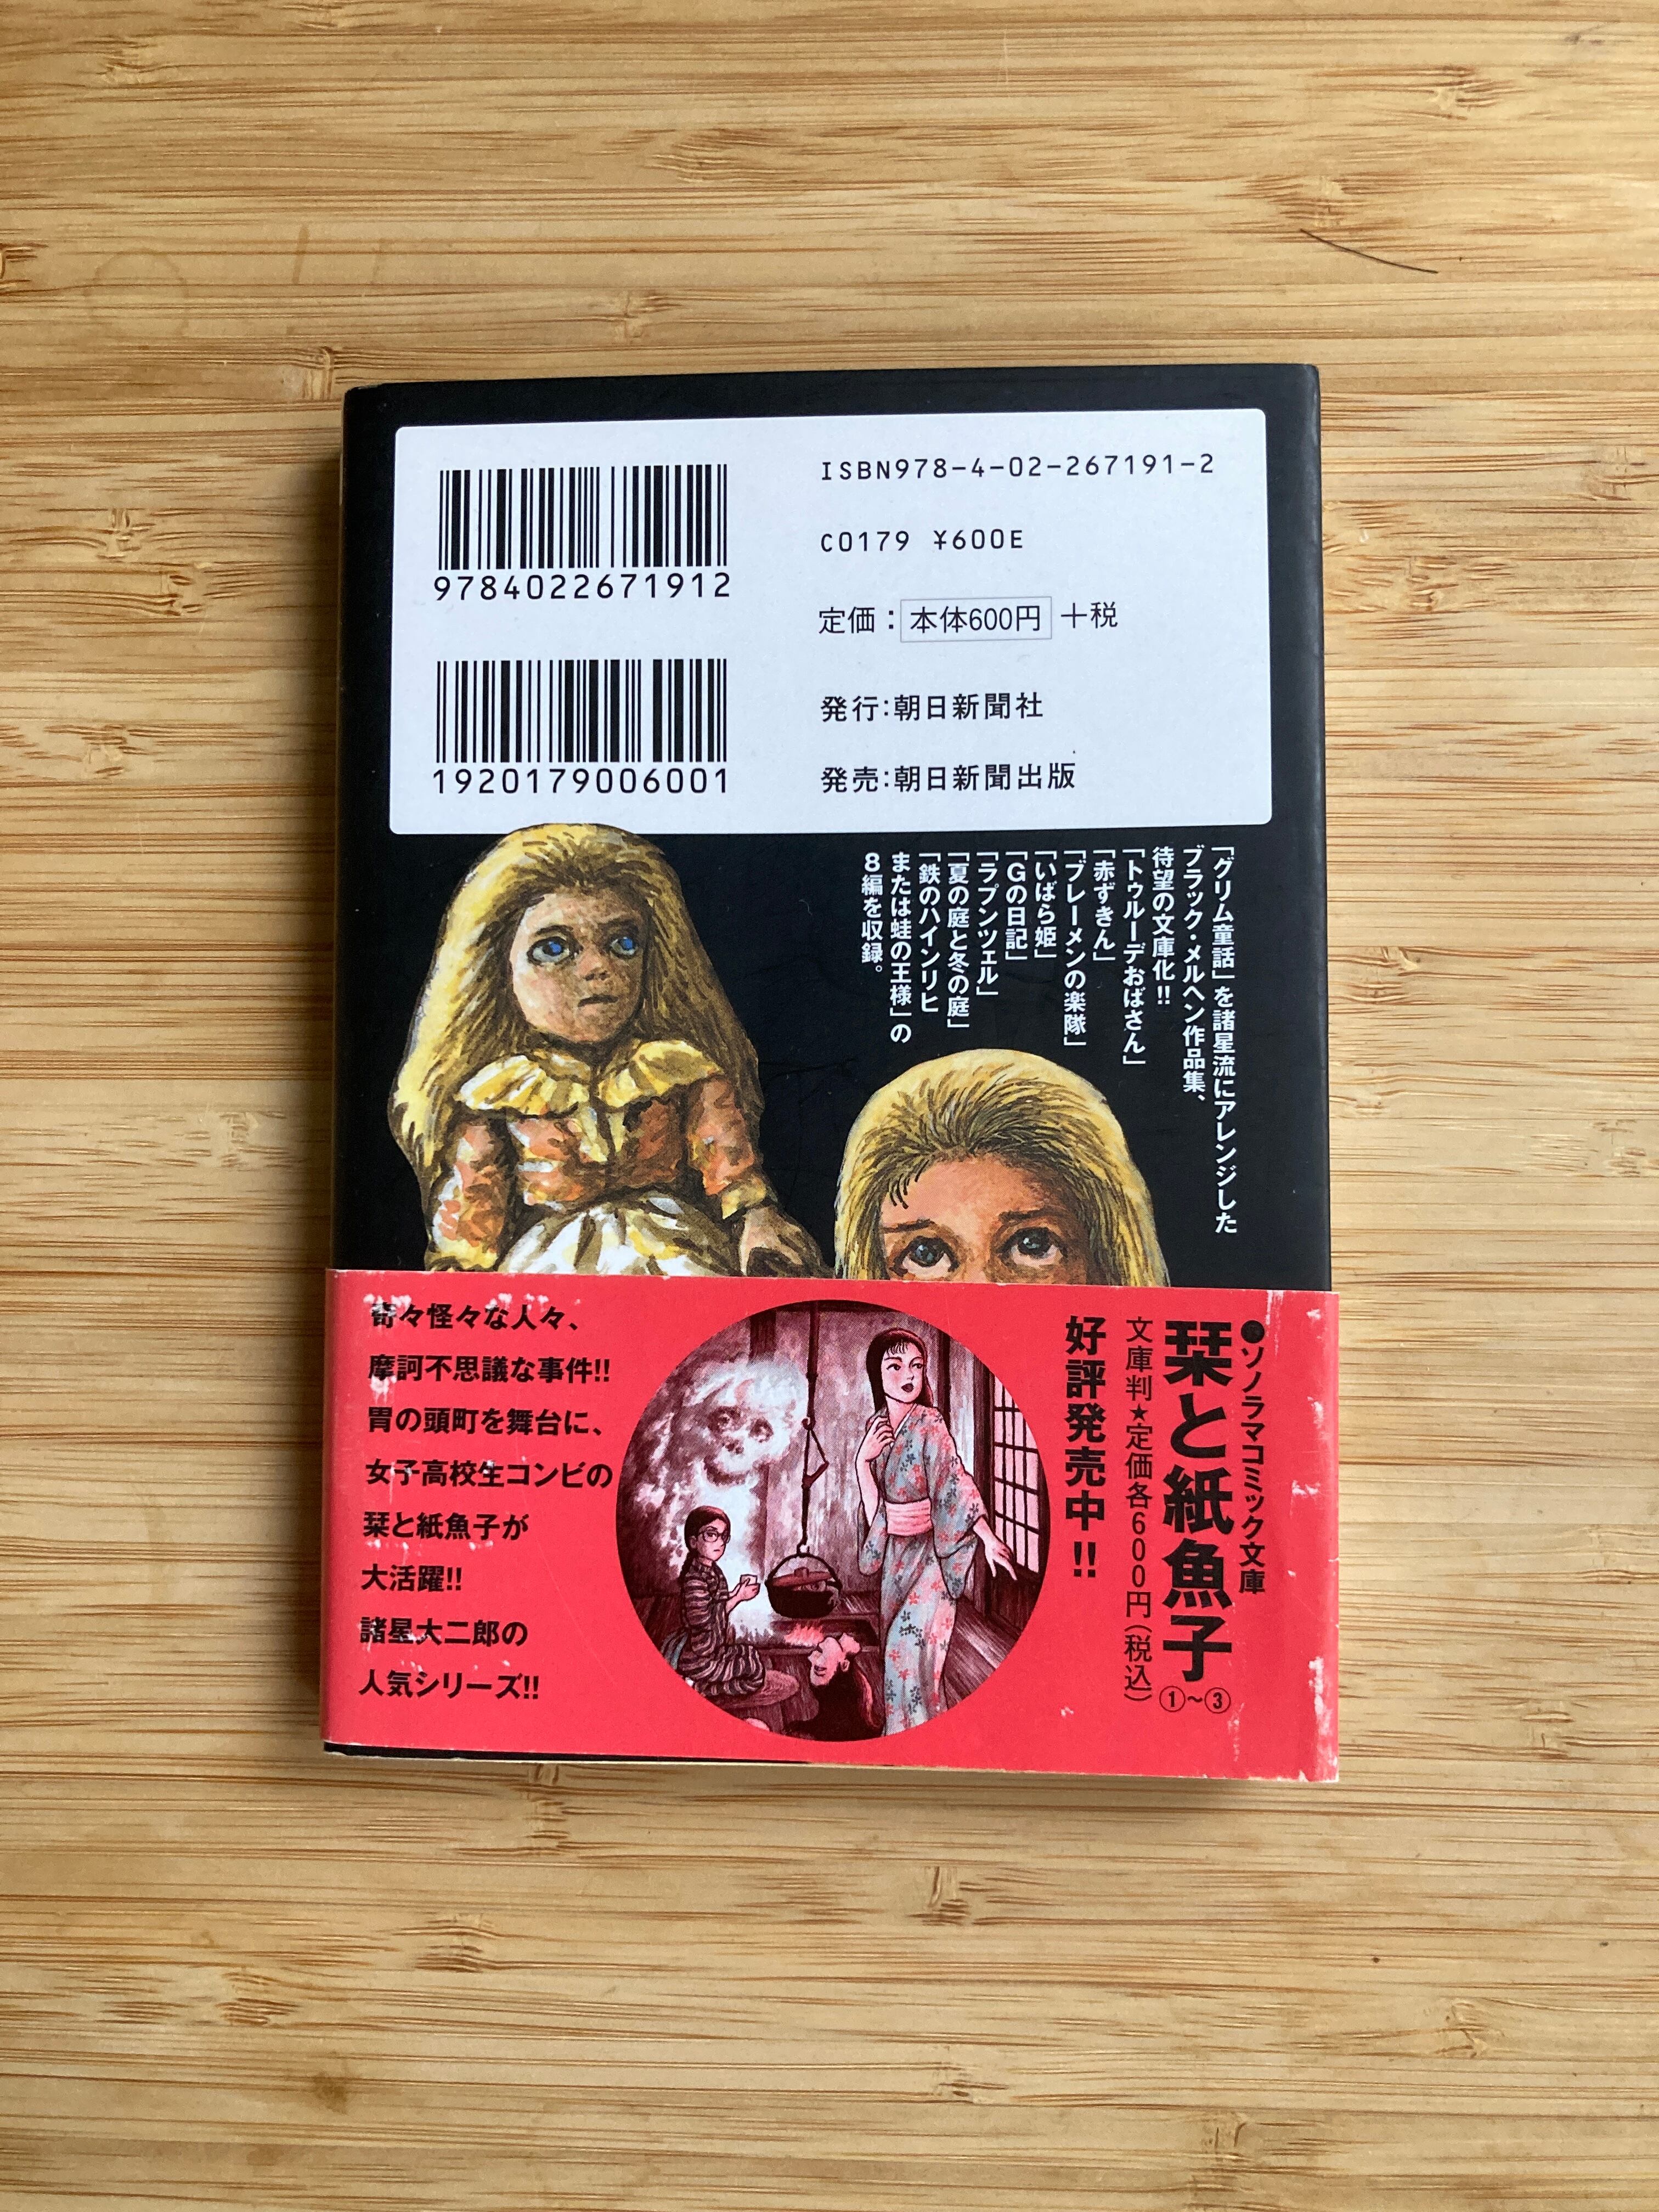 9784022671912
1920179006001
ISBN978-4-02-267191-2
C0179 ¥600E
定価：本体600円＋税
発行：朝日新聞社
発売：朝日新聞出版
「グリム童話」を諸星流にアレンジした
ブラック・メルヘン作品集、
待望の文庫化!!
「トゥルーデおばさん」
「赤ずきん」
「ブレーメンの楽隊」
「いばら姫」
「Gの日記」
「ラプンツェル」
「夏の庭と冬の庭」
「鉄のハインリヒ
または蛙の王様」の
8編を収録。
●ソノラマコミック文庫
栞と紙魚子①〜③
文庫判★定価各600円（税込）
好評発売中!!
奇々怪々な人々、
摩訶不思議な事件!!
胃の頭町を舞台に、
女子高校生コンビの
栞と紙魚子が
大活躍!!
諸星大二郎の
人気シリーズ!!